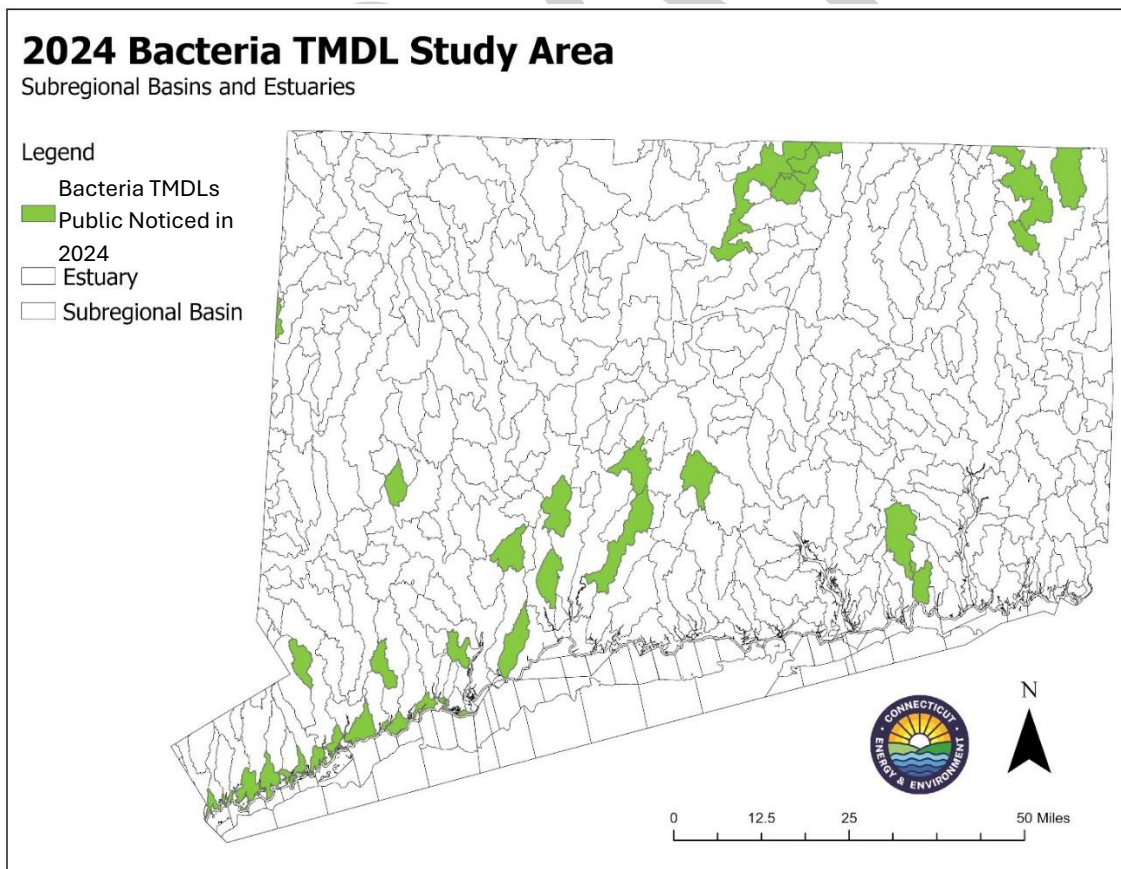 2024 Bacteria TMDL Study Area
Subregional Basins and Estuaries
Legend
Bacteria TMDLs
Public Noticed in
2024
Estuary
Subregional Basin
CONNECTICUT
ENERGY & ENVIRONMENT
N
0 12.5 25 50 Miles